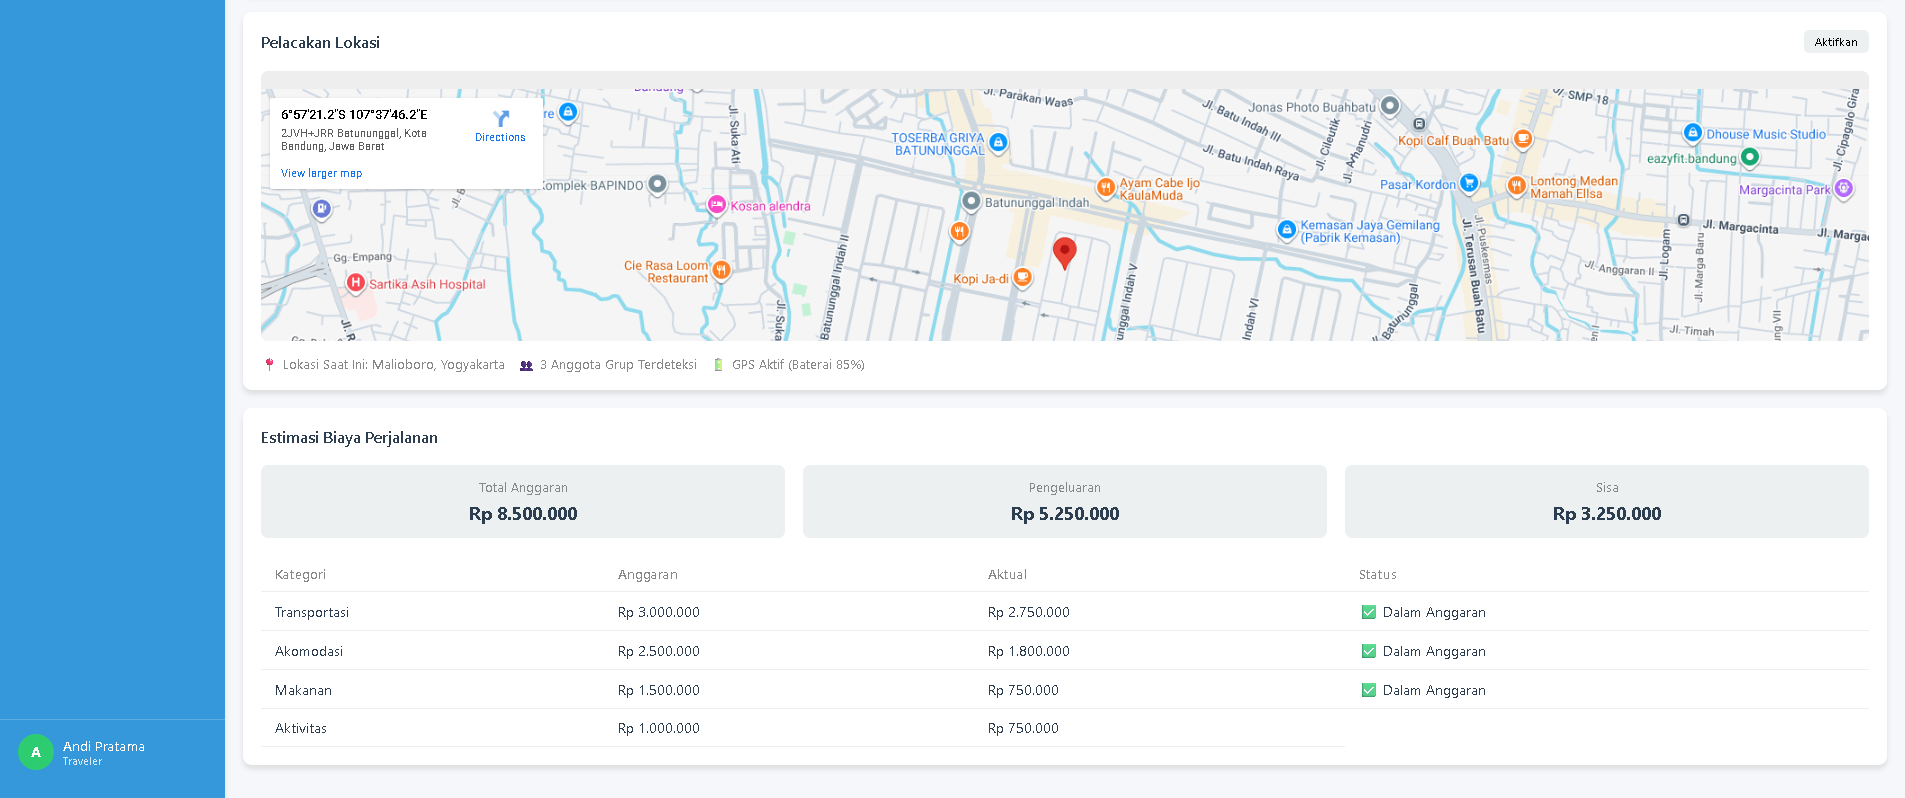 Pelacakan Lokasi
Aktifkan
6°57'21.2"S 107°37'46.2"E
2JVH+JRR Batununggal, Kota
Bandung, Jawa Barat
Directions
View larger map
Bandung
Jl. Parakan Waas
Jonas Photo Buahbatu
Jl. SMP 18
Jl. Cipagalo Gira
re
Jl. Suka Ati
TOSERBA GRIYA
BATUNUNGGAL
Jl. Batu Indah III
Jl. Cileutik
Jl. Arhanudri
Kopi Calf Buah Batu
Dhouse Music Studio
eazyfit.bandung
Jl. Batu Indah Raya
Komplek BAPINDO
Ayam Cabe Ijo
KaulaMuda
Pasar Kordon
Lontong Medan
Mamah Ellsa
Margacinta Park
Kosan alendra
Batununggal Indah
Kemasan Jaya Gemilang
(Pabrik Kemasan)
Jl. Margacinta
Jl. Marga
Jl. Terusan Buah Batu
Jl. Puskesmas
Jl. Logam
Jl. Marga Baru
Gg. Empang
Sartika Asih Hospital
Cie Rasa Loom
Restaurant
Batununggal Indah II
Kopi Ja-di
unggal Indah V
Indah VI
Jl. Batununggal
Jl. Anggaran II
Jl. Timah
Jl. Suka
Jl. R
ng VII
Lokasi Saat Ini: Malioboro, Yogyakarta
3 Anggota Grup Terdeteksi
GPS Aktif (Baterai 85%)
Estimasi Biaya Perjalanan
Total Anggaran
Rp 8.500.000
Pengeluaran
Rp 5.250.000
Sisa
Rp 3.250.000
Kategori Anggaran Aktual Status
Transportasi Rp 3.000.000 Rp 2.750.000 ✅ Dalam Anggaran
Akomodasi Rp 2.500.000 Rp 1.800.000 ✅ Dalam Anggaran
Makanan Rp 1.500.000 Rp 750.000 ✅ Dalam Anggaran
Aktivitas Rp 1.000.000 Rp 750.000
A
Andi Pratama
Traveler